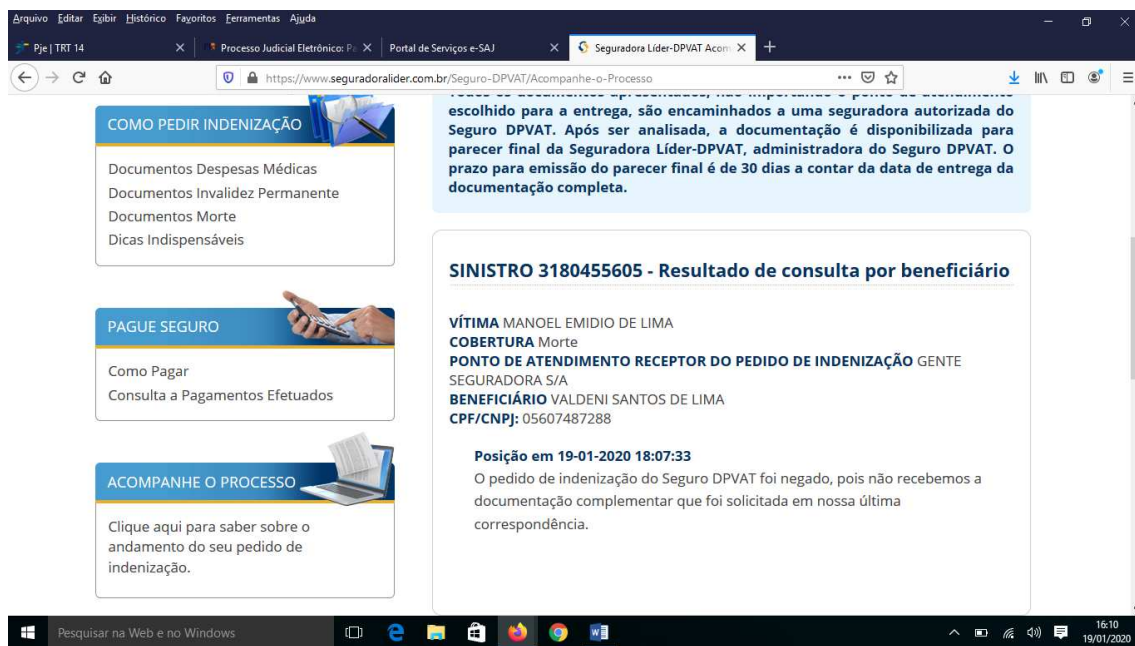 Arquivo Editar Exibir Histórico Favoritos Ferramentas Ajuda
Pje | TRT 14
Processo Judicial Eletrônico: Pa
Portal de Serviços e-SAJ
Seguradora Líder-DPVAT Acom
https://www.seguradoralider.com.br/Seguro-DPVAT/Acompanhe-o-Processo
COMO PEDIR INDENIZAÇÃO
Documentos Despesas Médicas
Documentos Invalidez Permanente
Documentos Morte
Dicas Indispensáveis
PAGUE SEGURO
Como Pagar
Consulta a Pagamentos Efetuados
ACOMPANHE O PROCESSO
Clique aqui para saber sobre o
andamento do seu pedido de
indenização.
Todos os documentos apresentados, não importando o ponto de atendimento
escolhido para a entrega, são encaminhados a uma seguradora autorizada do
Seguro DPVAT. Após ser analisada, a documentação é disponibilizada para
parecer final da Seguradora Líder-DPVAT, administradora do Seguro DPVAT. O
prazo para emissão do parecer final é de 30 dias a contar da data de entrega da
documentação completa.
SINISTRO 3180455605 - Resultado de consulta por beneficiário
VÍTIMA MANOEL EMIDIO DE LIMA
COBERTURA Morte
PONTO DE ATENDIMENTO RECEPTOR DO PEDIDO DE INDENIZAÇÃO GENTE
SEGURADORA S/A
BENEFICIÁRIO VALDENI SANTOS DE LIMA
CPF/CNPJ: 05607487288
Posição em 19-01-2020 18:07:33
O pedido de indenização do Seguro DPVAT foi negado, pois não recebemos a
documentação complementar que foi solicitada em nossa última
correspondência.
Pesquisar na Web e no Windows
16:10
19/01/2020